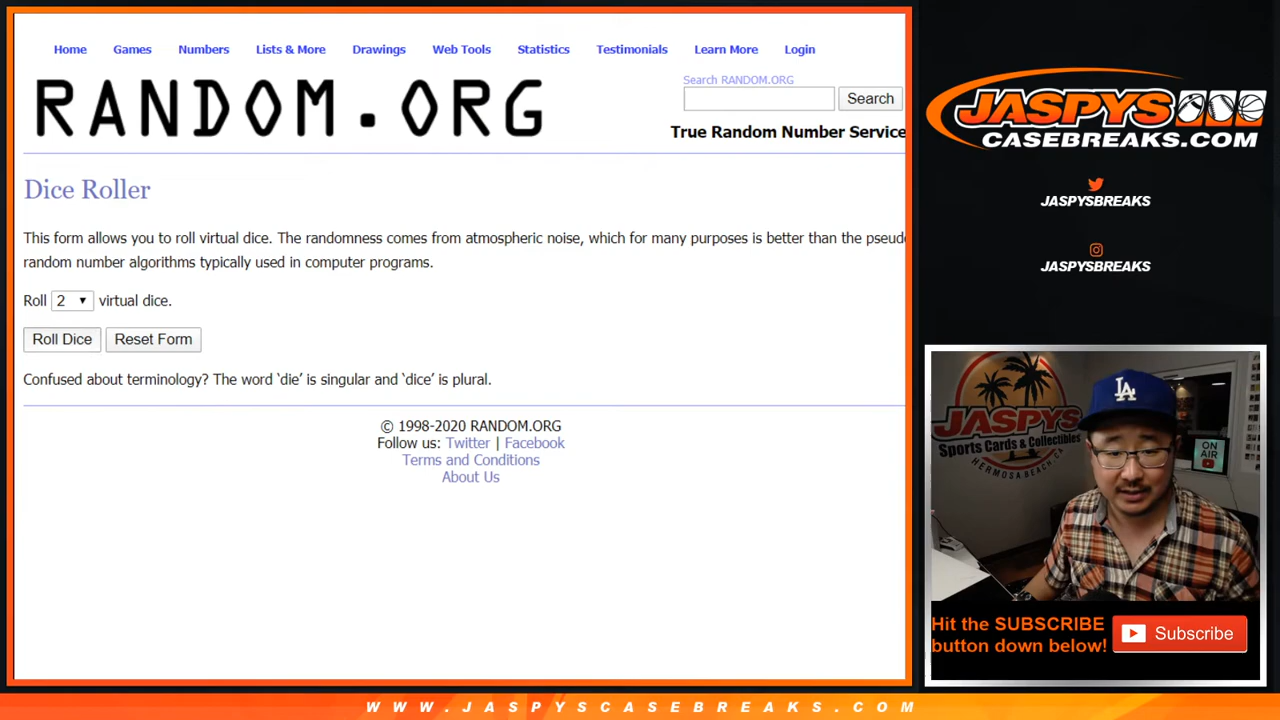 Home Games Numbers Lists & More Drawings Web Tools Statistics Testimonials Learn More Login
RANDOM.ORG
Search RANDOM.ORG
Search
True Random Number Service
Dice Roller
This form allows you to roll virtual dice. The randomness comes from atmospheric noise, which for many purposes is better than the pseudo
random number algorithms typically used in computer programs.
Roll 2 virtual dice.
Roll Dice Reset Form
Confused about terminology? The word ‘die’ is singular and ‘dice’ is plural.
© 1998-2020 RANDOM.ORG
Follow us: Twitter | Facebook
Terms and Conditions
About Us
JASPYS
CASEBREAKS.COM
JASPYSBREAKS
JASPYSBREAKS
JASPYS
Sports Cards & Collectibles
HERMOSA BEACH, CA
LA
ON
AIR
Hit the SUBSCRIBE
button down below!
Subscribe
WWW.JASPYSCASEBREAKS.COM